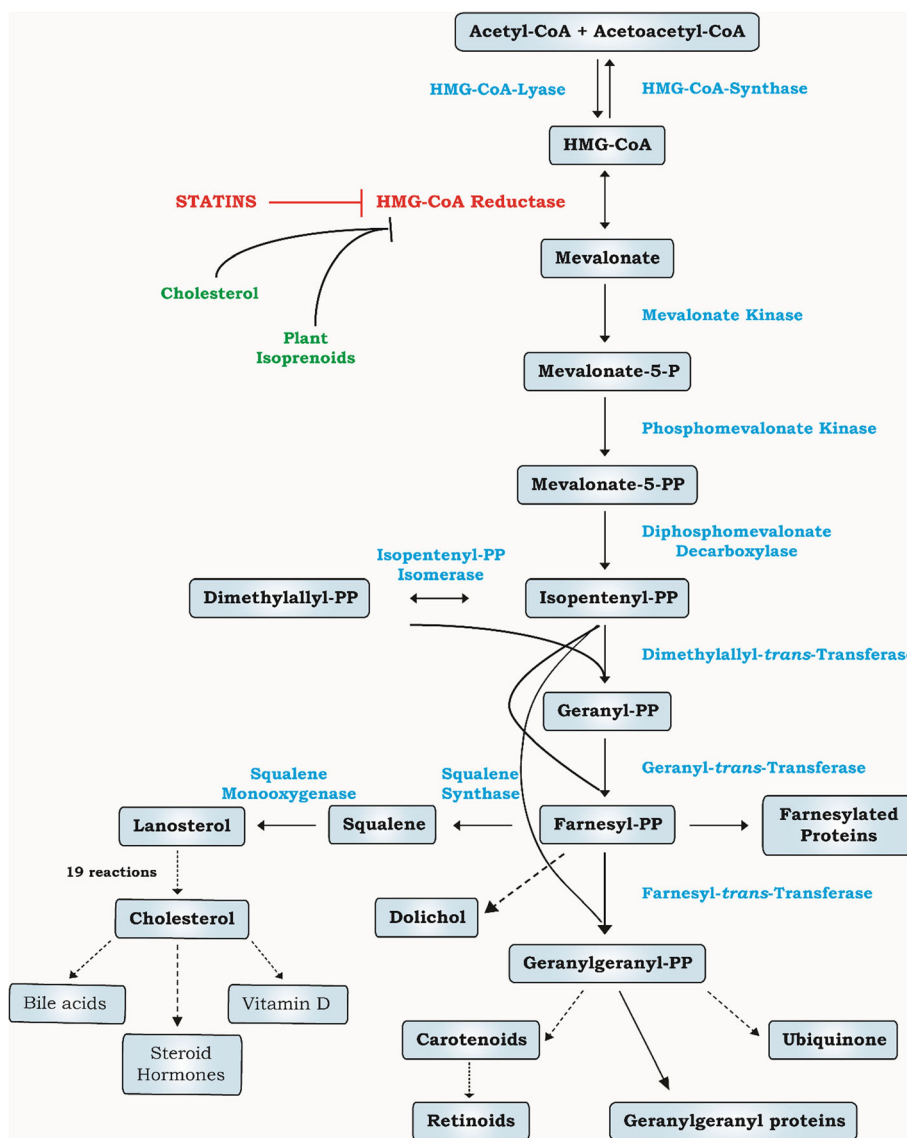 Acetyl-CoA + Acetoacetyl-CoA
HMG-CoA-Lyase
HMG-CoA-Synthase
HMG-CoA
STATINS
HMG-CoA Reductase
Mevalonate
Cholesterol
Mevalonate Kinase
Plant
Isoprenoids
Mevalonate-5-P
Phosphomevalonate Kinase
Mevalonate-5-PP
Diphosphomevalonate
Decarboxylase
Isopentenyl-PP
Isomerase
Dimethylallyl-PP
Isopentenyl-PP
Dimethylallyl-trans-Transferase
Geranyl-PP
Geranyl-trans-Transferase
Squalene
Monooxygenase
Squalene
Synthase
Lanosterol
Squalene
Farnesyl-PP
Farnesylated
Proteins
19 reactions
Farnesyl-trans-Transferase
Cholesterol
Dolichol
Geranylgeranyl-PP
Bile acids
Vitamin D
Steroid
Hormones
Carotenoids
Ubiquinone
Retinoids
Geranylgeranyl proteins